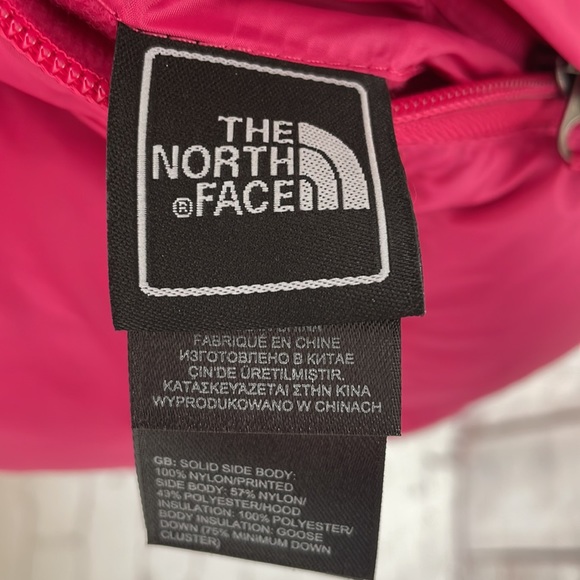 THE
NORTH
®FACE
FABRIQUÉ EN CHINE
ИЗГОТОВЛЕНО В КИТАЕ
ÇIN'DE ÜRETILMIŞTIR.
ΚΑΤΑΣΚΕΥΑΖΕΤΑΙ ΣΤΗΝ ΚΙΝΑ
WYPRODUKOWANO W CHINACH
GB: SOLID SIDE BODY:
100% NYLON/PRINTED
SIDE BODY: 57% NYLON/
43% POLYESTER/HOOD
INSULATION: 100% POLYESTER/
BODY INSULATION: GOOSE
DOWN (75% MINIMUM DOWN
CLUSTER)